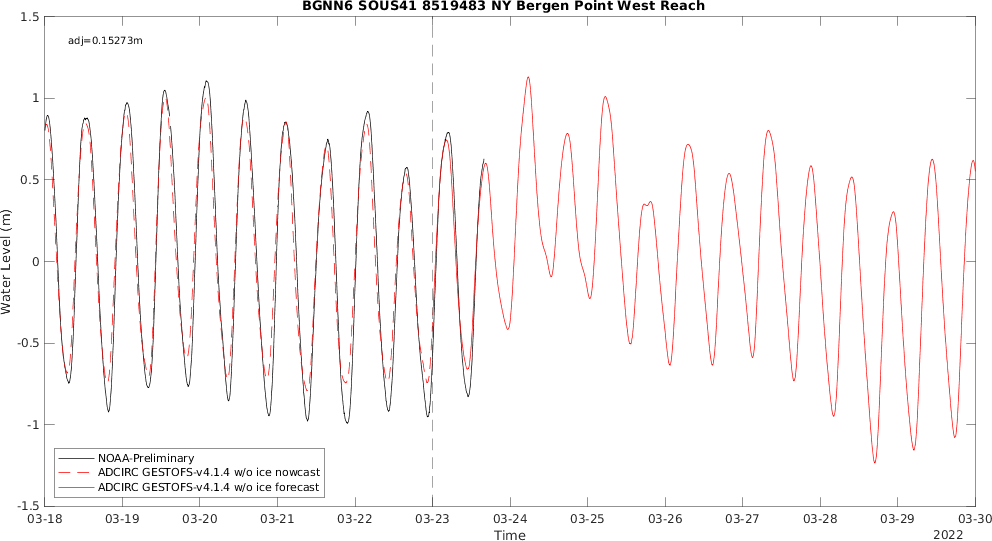 BGNN6 SOUS41 8519483 NY Bergen Point West Reach
adj=0.15273m
1.5
1
0.5
0
-0.5
-1
-1.5
Water Level (m)
NOAA-Preliminary
ADCIRC GESTOFS-v4.1.4 w/o ice nowcast
ADCIRC GESTOFS-v4.1.4 w/o ice forecast
03-18 03-19 03-20 03-21 03-22 03-23 03-24 03-25 03-26 03-27 03-28 03-29 03-30
Time
2022